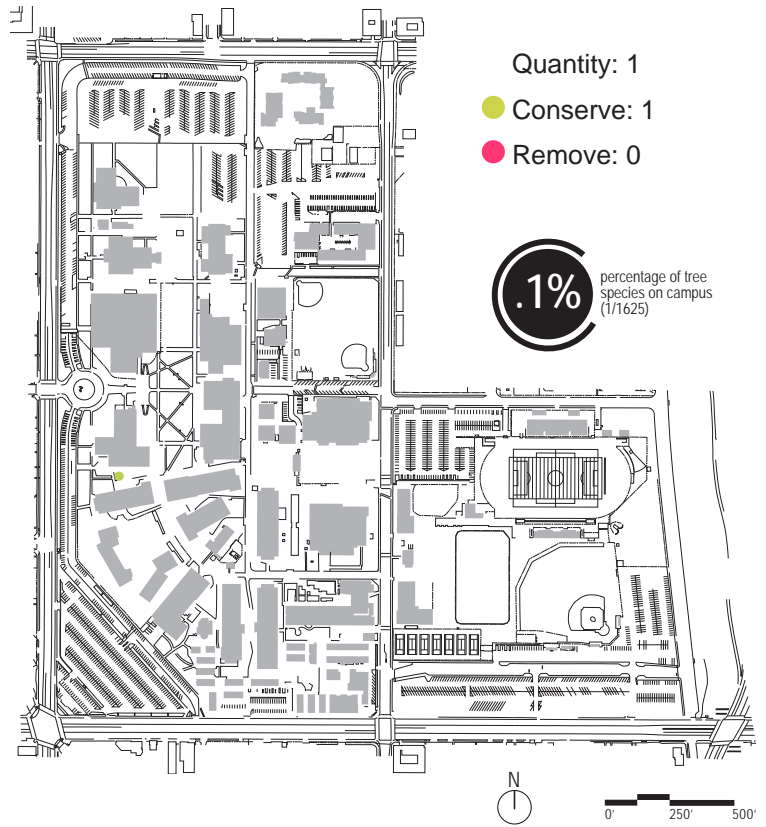 Quantity: 1
Conserve: 1
Remove: 0
.1%
percentage of tree
species on campus
(1/1625)
N
0' 250' 500'